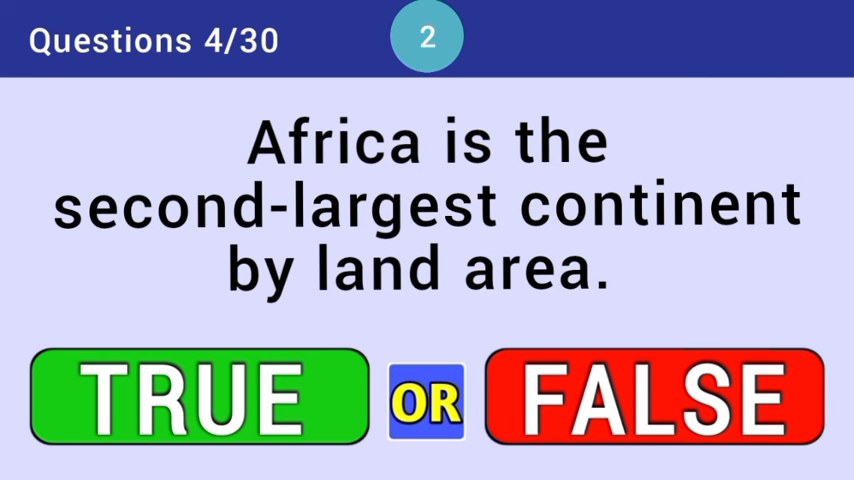 Questions 4/30
2
Africa is the
second-largest continent
by land area.
TRUE OR FALSE